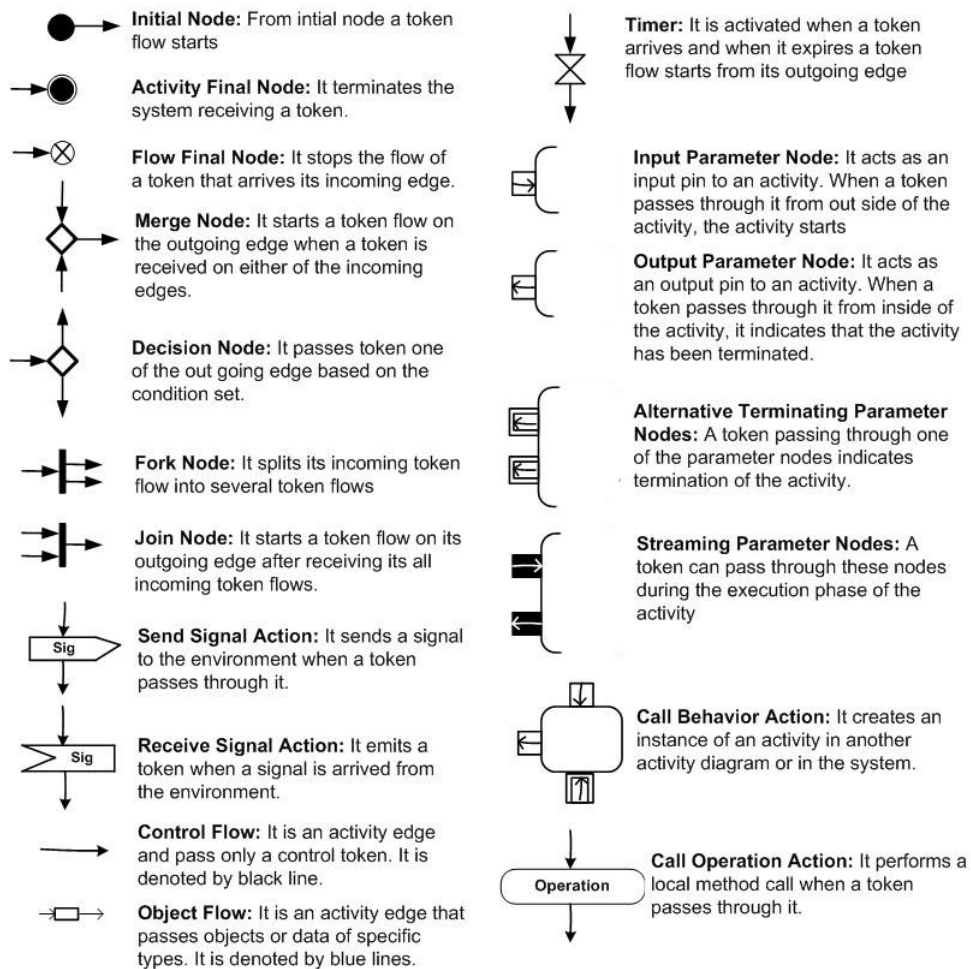 Initial Node: From intial node a token
flow starts
Activity Final Node: It terminates the
system receiving a token.
Flow Final Node: It stops the flow of
a token that arrives its incoming edge.
Merge Node: It starts a token flow on
the outgoing edge when a token is
received on either of the incoming
edges.
Decision Node: It passes token one
of the out going edge based on the
condition set.
Fork Node: It splits its incoming token
flow into several token flows
Join Node: It starts a token flow on its
outgoing edge after receiving its all
incoming token flows.
Sig
Send Signal Action: It sends a signal
to the environment when a token
passes through it.
Sig
Receive Signal Action: It emits a
token when a signal is arrived from
the environment.
Control Flow: It is an activity edge
and pass only a control token. It is
denoted by black line.
Object Flow: It is an activity edge that
passes objects or data of specific
types. It is denoted by blue lines.
Timer: It is activated when a token
arrives and when it expires a token
flow starts from its outgoing edge
Input Parameter Node: It acts as an
input pin to an activity. When a token
passes through it from out side of the
activity, the activity starts
Output Parameter Node: It acts as
an output pin to an activity. When a
token passes through it from inside of
the activity, it indicates that the activity
has been terminated.
Alternative Terminating Parameter
Nodes: A token passing through one
of the parameter nodes indicates
termination of the activity.
Streaming Parameter Nodes: A
token can pass through these nodes
during the execution phase of the
activity
Call Behavior Action: It creates an
instance of an activity in another
activity diagram or in the system.
Operation
Call Operation Action: It performs a
local method call when a token
passes through it.